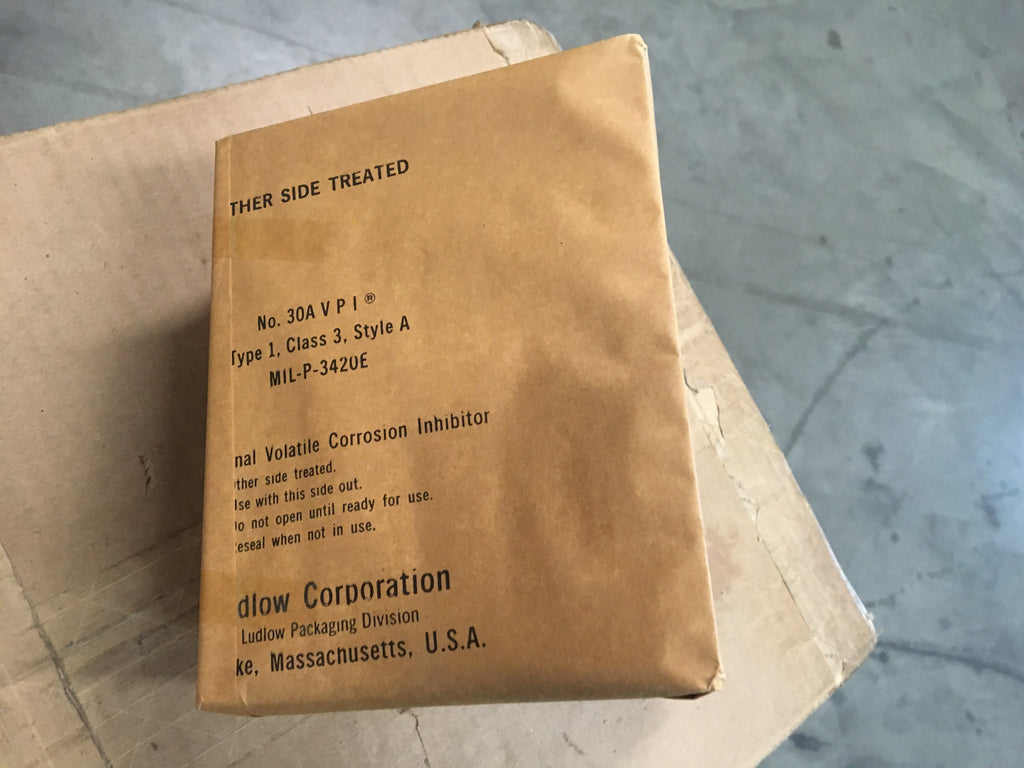 THER SIDE TREATED
No. 30A V P I ®
Type 1, Class 3, Style A
MIL-P-3420E
nal Volatile Corrosion Inhibitor
ther side treated.
se with this side out.
o not open until ready for use.
eseal when not in use.
dlow Corporation
Ludlow Packaging Division
ke, Massachusetts, U.S.A.